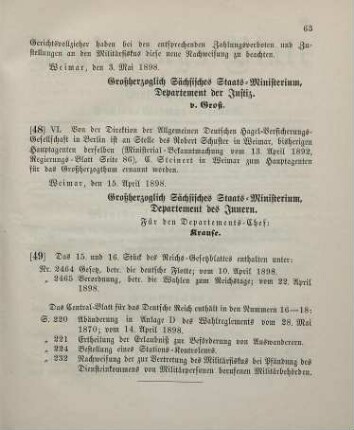 63
Gerichtsvollzieher haben bei den entsprechenden Zahlungsverboten und Zu-
stellungen an den Militärfiskus diese neue Nachweisung zu beachten.
Weimar, den 3. Mai 1898.
Großherzoglich Sächsisches Staats-Ministerium,
Departement der Justiz.
v. Groß.
[48] VI. Von der Direktion der Allgemeinen Deutschen Hagel-Versicherungs-
Gesellschaft in Berlin ist an Stelle des Robert Schuster in Weimar, bisherigen
Hauptagenten derselben (Ministerial-Bekanntmachung vom 13. April 1892,
Regierungs-Blatt Seite 86), C. Steinert in Weimar zum Hauptagenten
für das Großherzogthum ernannt worden.
Weimar, den 15. April 1898.
Großherzoglich Sächsisches Staats-Ministerium,
Departement des Innern.
Für den Departements-Chef:
Krause.
[49] Das 15. und 16. Stück des Reichs-Gesetzblattes enthalten unter:
Nr. 2464 Gesetz, betr. die deutsche Flotte; vom 10. April 1898.
„ 2465 Verordnung, betr. die Wahlen zum Reichstage; vom 22. April
1898.
Das Central-Blatt für das Deutsche Reich enthält in den Nummern 16—18:
S. 220 Abänderung in Anlage D des Wahlreglements vom 28. Mai
1870; vom 14. April 1898.
„ 221 Ertheilung der Erlaubniß zur Beförderung von Auswanderern.
„ 224 Bestellung eines Stations-Kontroleurs.
„ 232 Nachweisung der zur Vertretung des Militärfiskus bei Pfändung des
Diensteinkommens von Militärpersonen berufenen Militärbehörden.